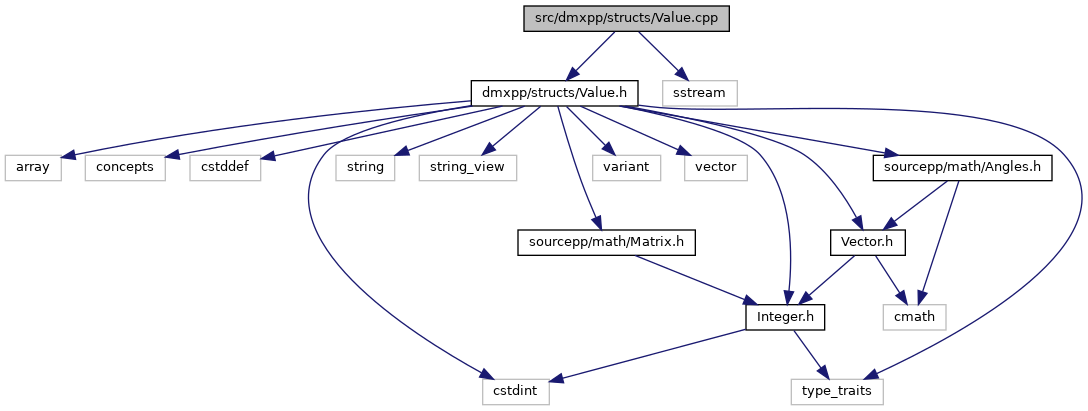 src/dmxpp/structs/Value.cpp
dmxpp/structs/Value.h
sstream
array
concepts
cstddef
string
string_view
variant
vector
sourcepp/math/Angles.h
sourcepp/math/Matrix.h
Vector.h
Integer.h
cmath
cstdint
type_traits